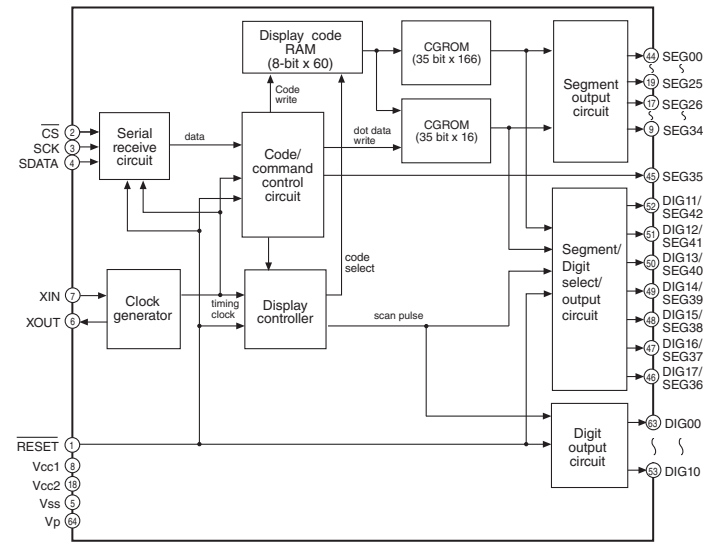 Display code
RAM
(8-bit x 60)
CGROM
(35 bit x 166)
CGROM
(35 bit x 16)
Segment
output
circuit
44 SEG00
19 SEG25
17 SEG26
9 SEG34
Code
write
CS 2
SCK 3
SDATA 4
Serial
receive
circuit
data
Code/
command
control
circuit
dot data
write
45 SEG35
52 DIG11/
SEG42
51 DIG12/
SEG41
50 DIG13/
SEG40
49 DIG14/
SEG39
48 DIG15/
SEG38
47 DIG16/
SEG37
46 DIG17/
SEG36
Segment/
Digit
select/
output
circuit
code
select
XIN 7
XOUT 6
Clock
generator
timing
clock
Display
controller
scan pulse
RESET 1
Vcc1 8
Vcc2 18
Vss 5
Vp 64
Digit
output
circuit
63 DIG00
53 DIG10